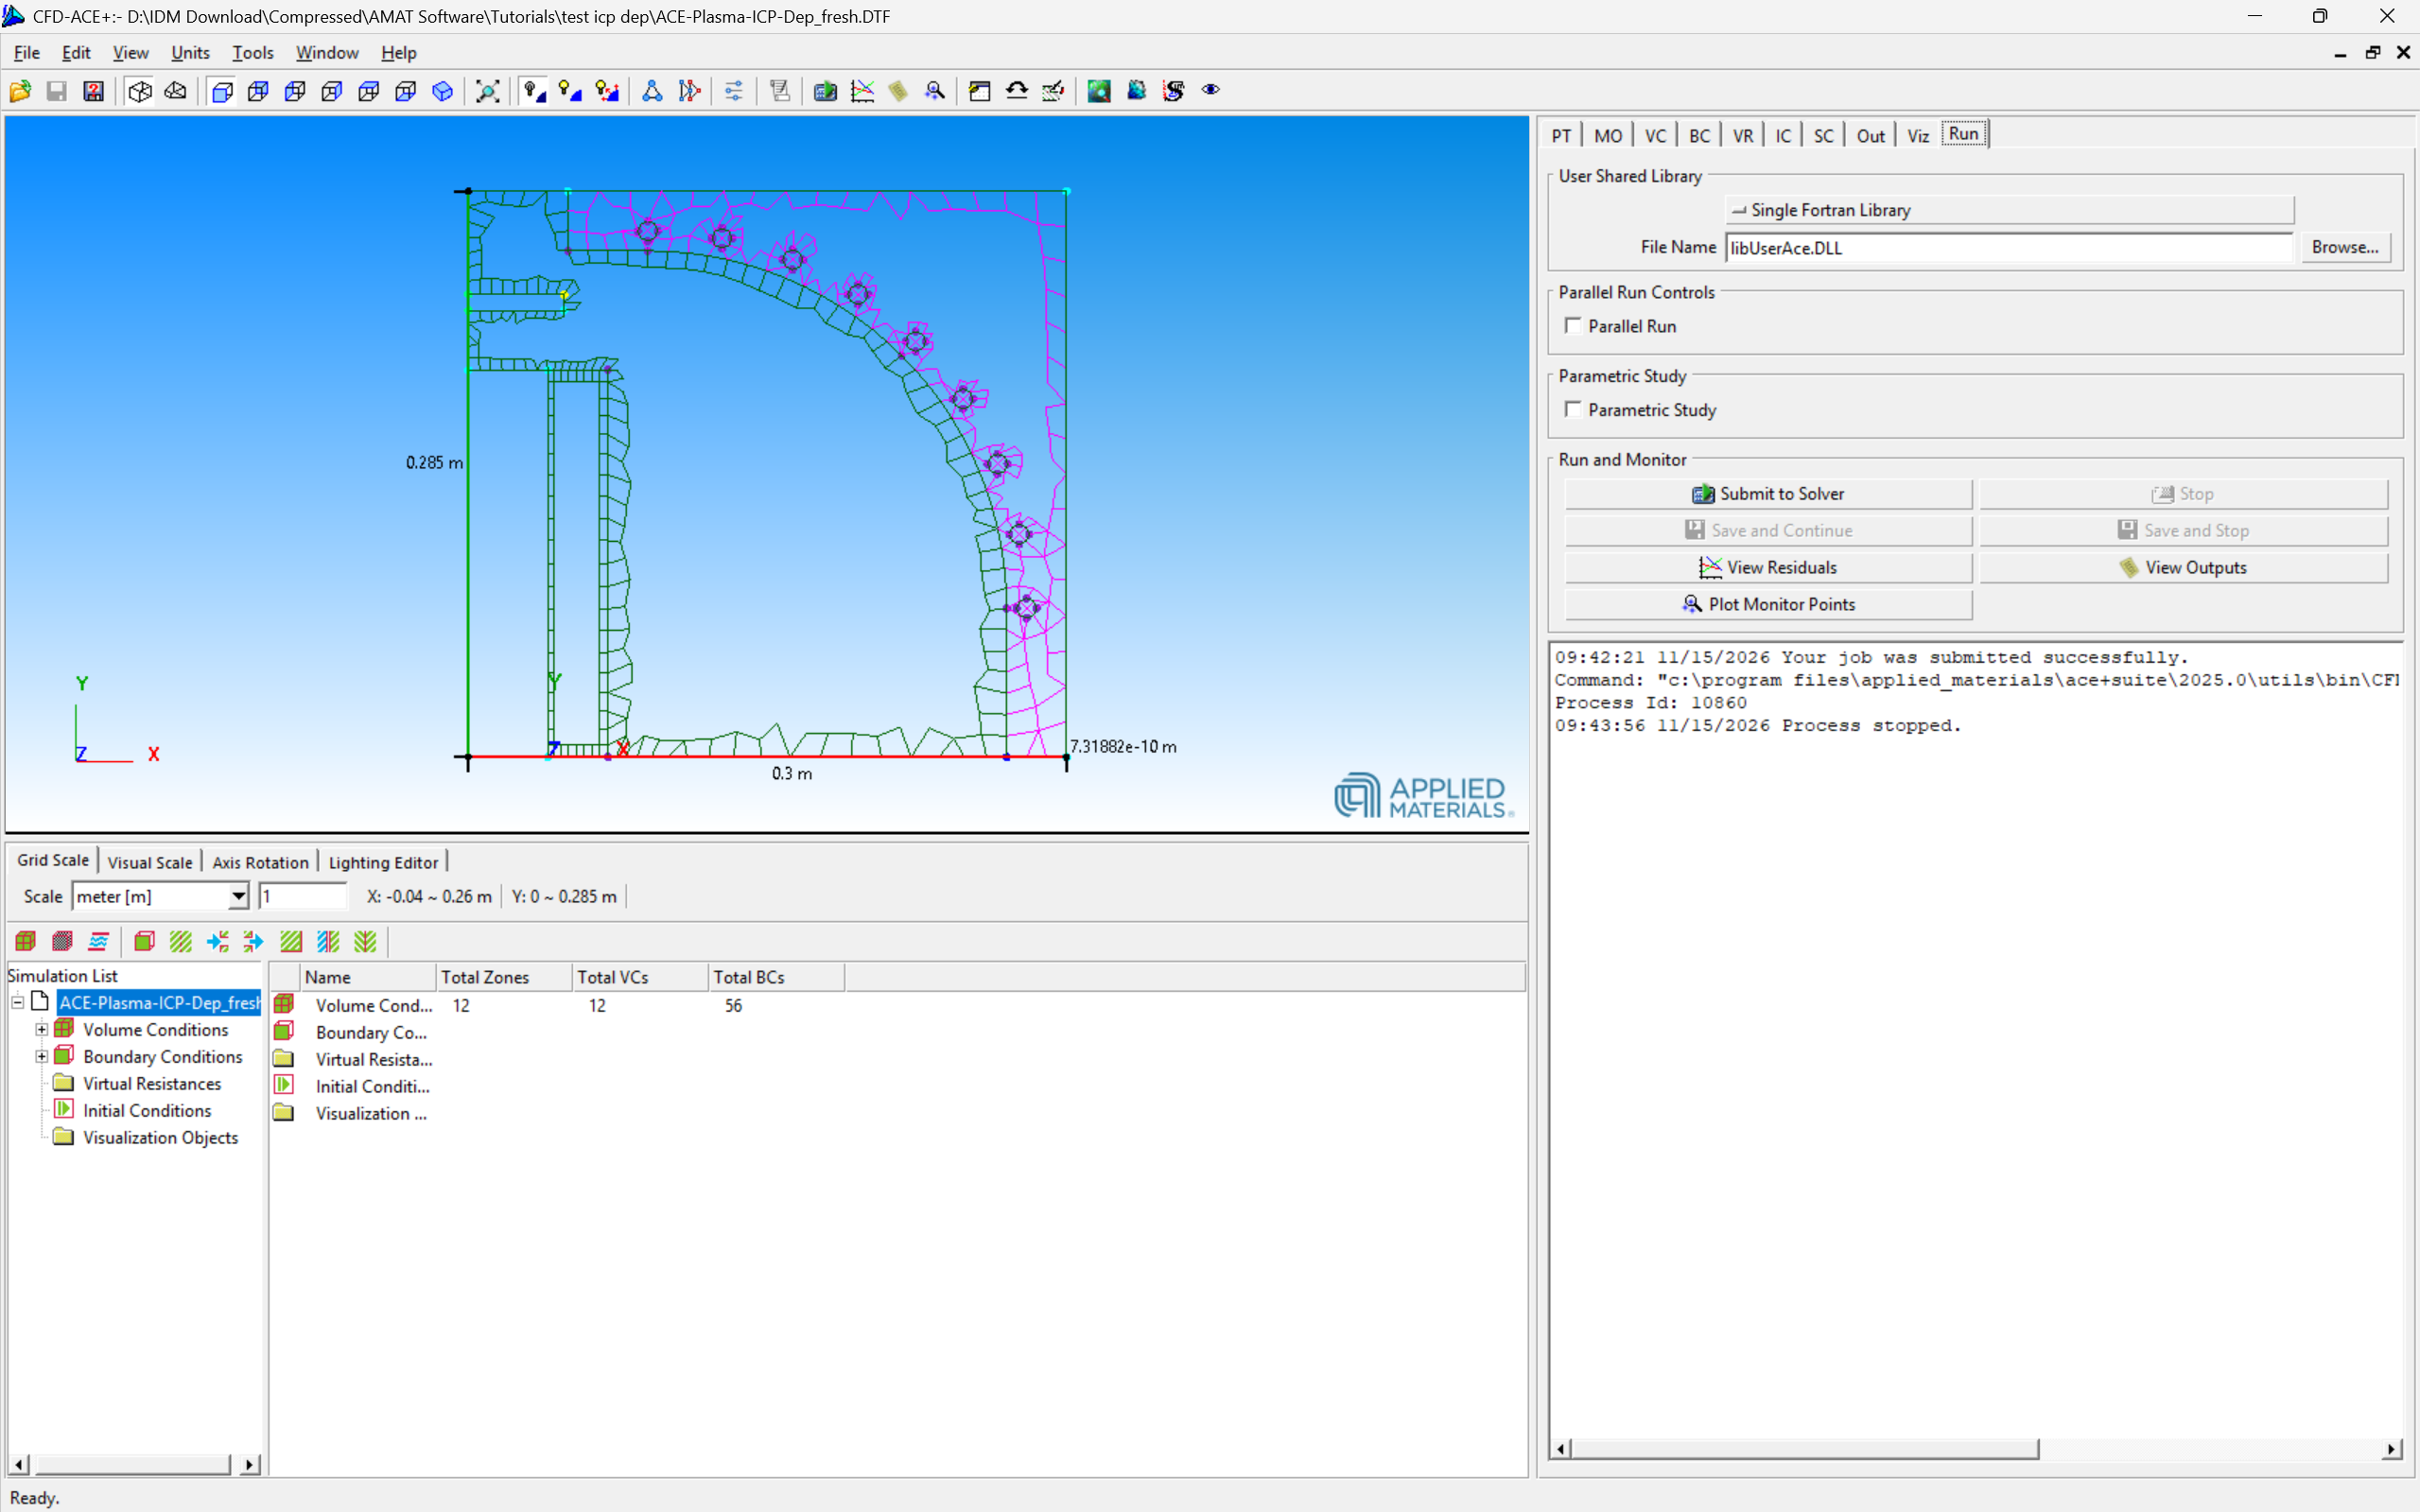 CFD-ACE+:- D:\IDM Download\Compressed\AMAT Software\Tutorials\test icp dep\ACE-Plasma-ICP-Dep_fresh.DTF
File Edit View Units Tools Window Help
0.285 m
0.3 m
7.31882e-10 m
Y
Z
X
Y
Z
X
APPLIED
MATERIALS®
PT MO VC BC VR IC SC Out Viz Run
User Shared Library
Single Fortran Library
File Name libUserAce.DLL Browse...
Parallel Run Controls
Parallel Run
Parametric Study
Parametric Study
Run and Monitor
Submit to Solver Stop
Save and Continue Save and Stop
View Residuals View Outputs
Plot Monitor Points
09:42:21 11/15/2026 Your job was submitted successfully.
Command: "c:\program files\applied_materials\ace+suite\2025.0\utils\bin\CF
Process Id: 10860
09:43:56 11/15/2026 Process stopped.
Grid Scale Visual Scale Axis Rotation Lighting Editor
Scale meter [m] 1 X: -0.04 ~ 0.26 m Y: 0 ~ 0.285 m
Simulation List
ACE-Plasma-ICP-Dep_fresh
Volume Conditions
Boundary Conditions
Virtual Resistances
Initial Conditions
Visualization Objects
Name Total Zones Total VCs Total BCs
Volume Cond... 12 12 56
Boundary Co...
Virtual Resista...
Initial Conditi...
Visualization ...
Ready.